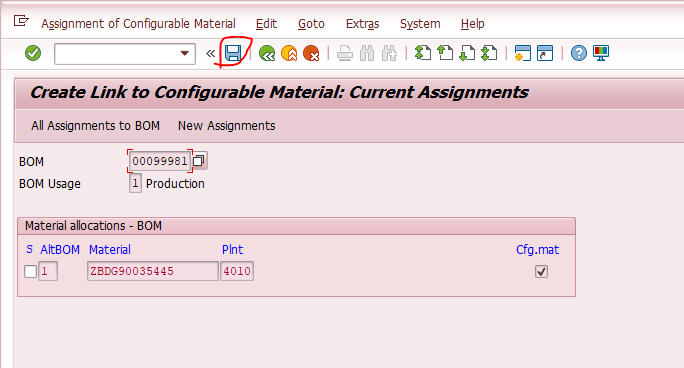 Assignment of Configurable Material Edit Goto Extras System Help
Create Link to Configurable Material: Current Assignments
All Assignments to BOM New Assignments
BOM 00099981
BOM Usage 1 Production
Material allocations - BOM
S AltBOM Material Plnt Cfg.mat
1 ZBDG90035445 4010